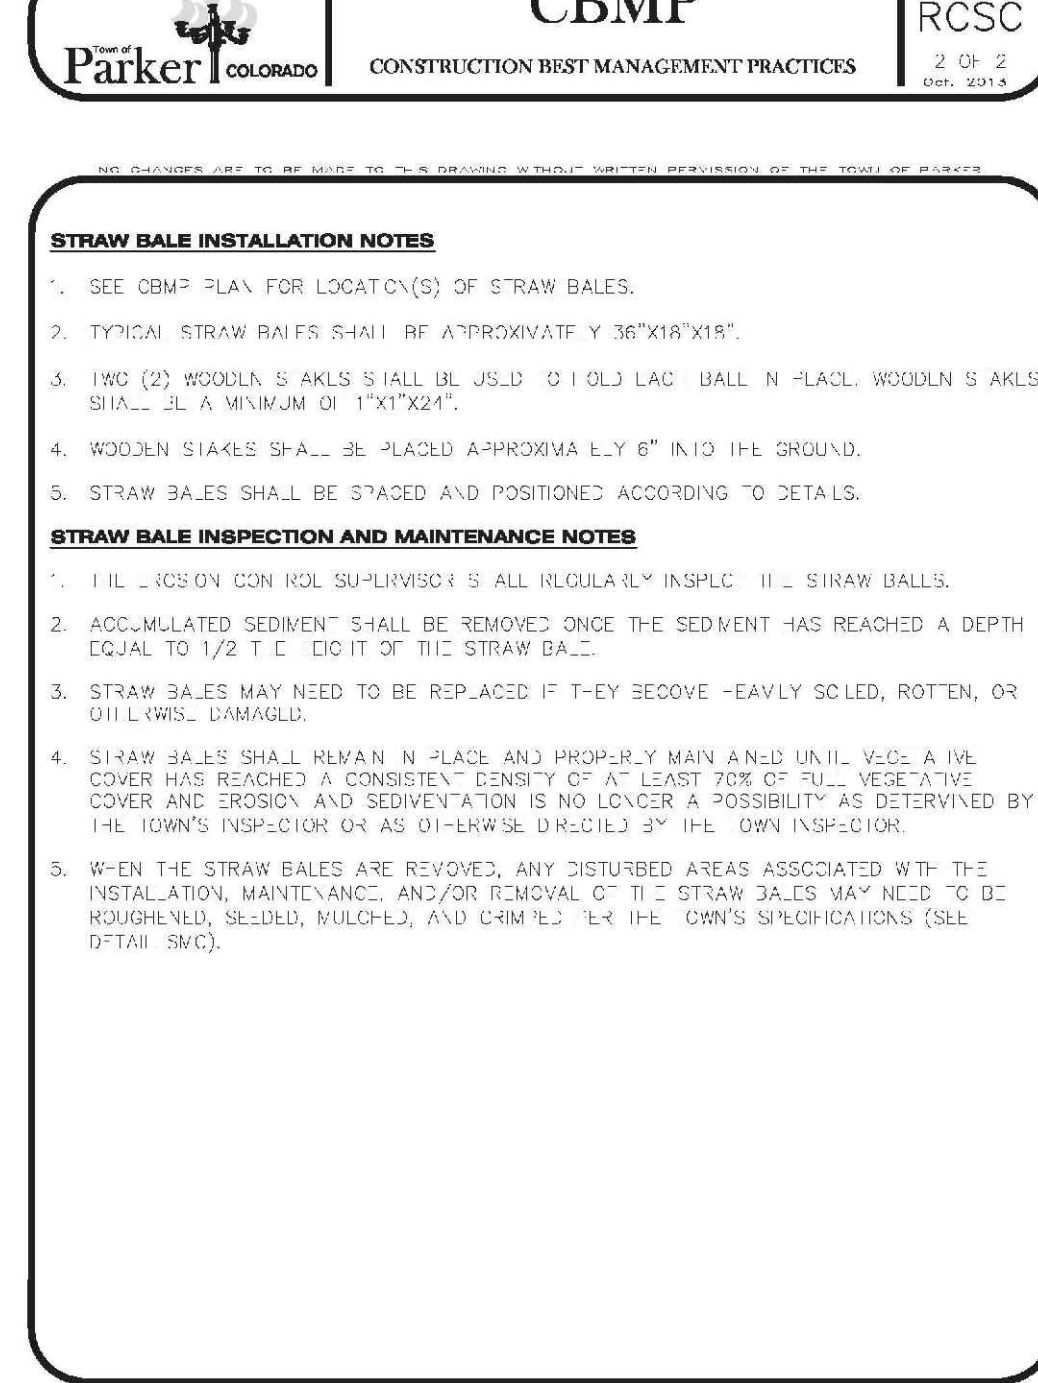 CBMP
RCSC
Town of
Parker COLORADO
CONSTRUCTION BEST MANAGEMENT PRACTICES
2 OF 2
Oct. 2013
NO CHANGES ARE TO BE MADE TO THIS DRAWING WITHOUT WRITTEN PERMISSION OF THE TOWN OF PARKER
STRAW BALE INSTALLATION NOTES
1. SEE CBMP PLAN FOR LOCATION(S) OF STRAW BALES.
2. TYPICAL STRAW BALES SHALL BE APPROXIMATELY 36"X18"X18".
3. TWO (2) WOODEN STAKES SHALL BE USED TO HOLD EACH BALE IN PLACE. WOODEN STAKES
SHALL BE A MINIMUM OF 1"X1"X24".
4. WOODEN STAKES SHALL BE PLACED APPROXIMATELY 6" INTO THE GROUND.
5. STRAW BALES SHALL BE SPACED AND POSITIONED ACCORDING TO DETAILS.
STRAW BALE INSPECTION AND MAINTENANCE NOTES
1. THE EROSION CONTROL SUPERVISOR SHALL REGULARLY INSPECT THE STRAW BALES.
2. ACCUMULATED SEDIMENT SHALL BE REMOVED ONCE THE SEDIMENT HAS REACHED A DEPTH
EQUAL TO 1/2 THE HEIGHT OF THE STRAW BALE.
3. STRAW BALES MAY NEED TO BE REPLACED IF THEY BECOME HEAVILY SOILED, ROTTEN, OR
OTHERWISE DAMAGED.
4. STRAW BALES SHALL REMAIN IN PLACE AND PROPERLY MAINTAINED UNTIL VEGETATIVE
COVER HAS REACHED A CONSISTENT DENSITY OF AT LEAST 70% OF FULL VEGETATIVE
COVER AND EROSION AND SEDIMENTATION IS NO LONGER A POSSIBILITY AS DETERMINED BY
THE TOWN'S INSPECTOR OR AS OTHERWISE DIRECTED BY THE TOWN INSPECTOR.
5. WHEN THE STRAW BALES ARE REMOVED, ANY DISTURBED AREAS ASSOCIATED WITH THE
INSTALLATION, MAINTENANCE, AND/OR REMOVAL OF THE STRAW BALES MAY NEED TO BE
ROUGHENED, SEEDED, MULCHED, AND CRIMPED PER THE TOWN'S SPECIFICATIONS (SEE
DETAIL SMC).